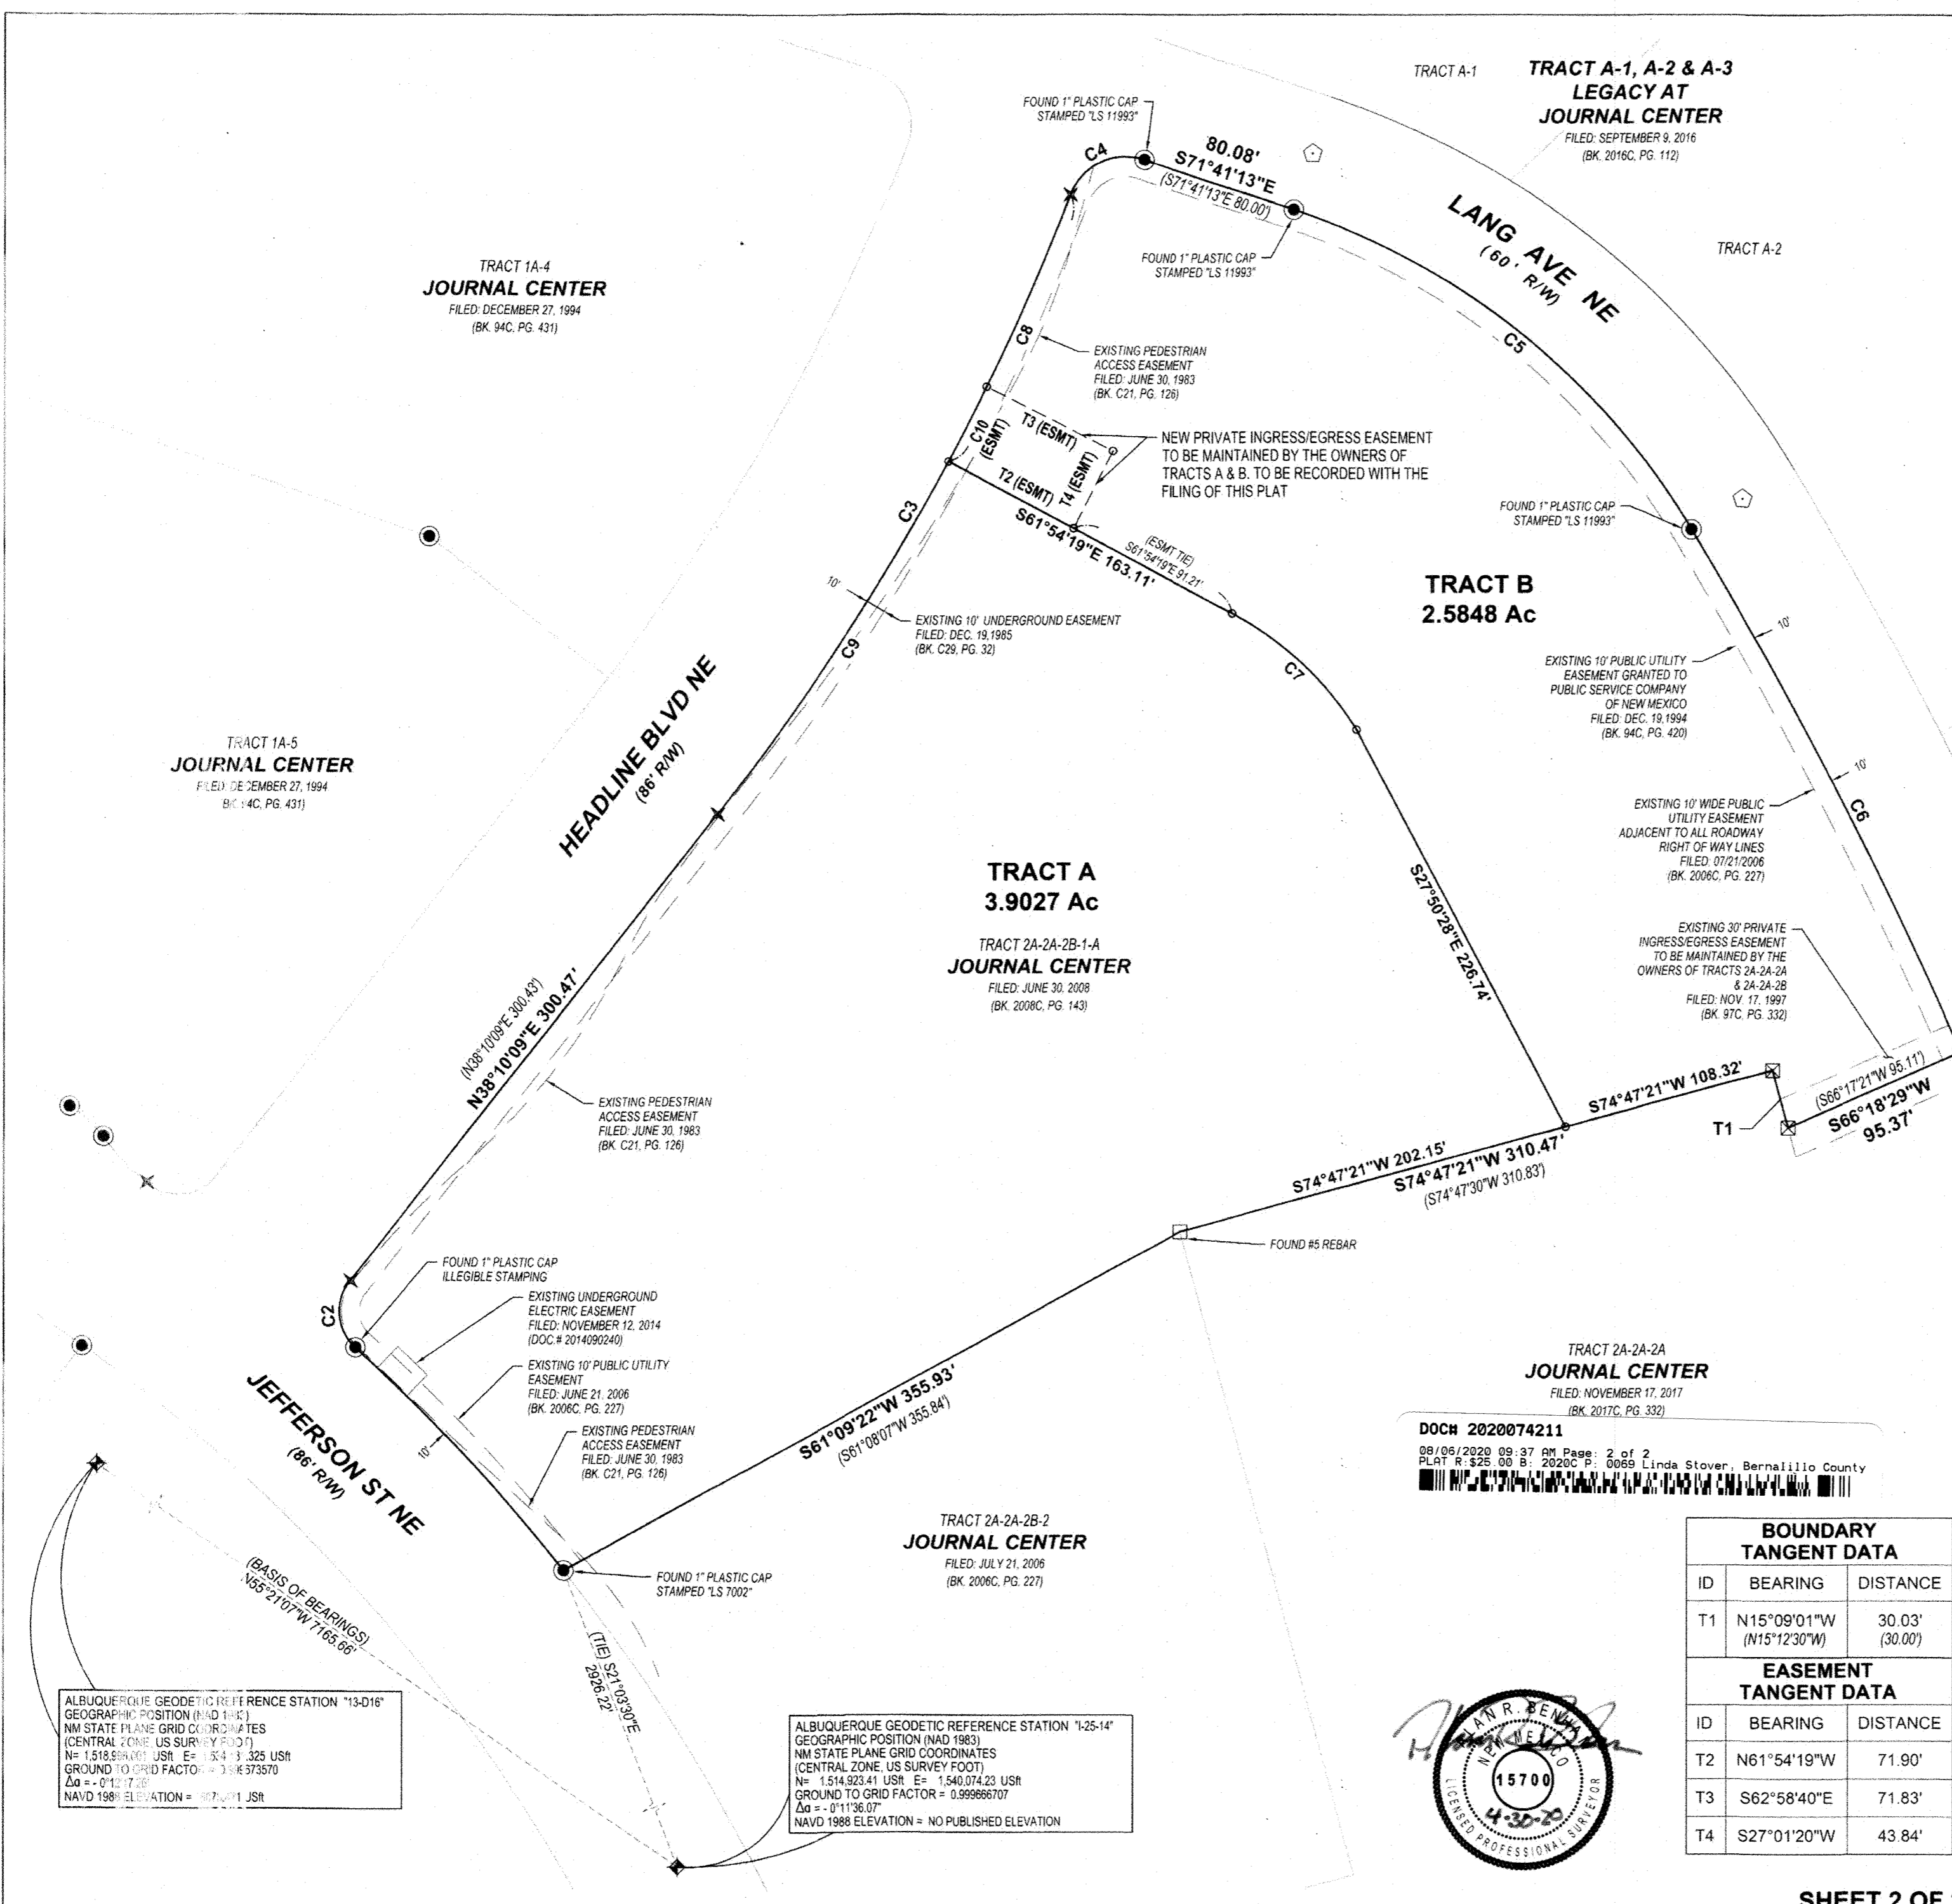 TRACT A-1
TRACT A-1, A-2 & A-3
LEGACY AT
JOURNAL CENTER
FILED: SEPTEMBER 9, 2016
(BK. 2016C, PG. 112)
FOUND 1" PLASTIC CAP
STAMPED "LS 11993"
C4
80.08'
S71°41'13"E
(S71°41'13"E 80.00')
LANG AVE NE
(60' R/W)
TRACT A-2
FOUND 1" PLASTIC CAP
STAMPED "LS 11993"
TRACT 1A-4
JOURNAL CENTER
FILED: DECEMBER 27, 1994
(BK. 94C, PG. 431)
C8
C5
EXISTING PEDESTRIAN
ACCESS EASEMENT
FILED: JUNE 30, 1983
(BK. C21, PG. 126)
C10
(ESMT)
T3 (ESMT)
T4 (ESMT)
T2 (ESMT)
NEW PRIVATE INGRESS/EGRESS EASEMENT
TO BE MAINTAINED BY THE OWNERS OF
TRACTS A & B. TO BE RECORDED WITH THE
FILING OF THIS PLAT
C3
S61°54'19"E 163.11'
(ESMT TIE)
S61°54'19"E 91.21'
FOUND 1" PLASTIC CAP
STAMPED "LS 11993"
TRACT B
2.5848 Ac
10'
EXISTING 10' UNDERGROUND EASEMENT
FILED: DEC. 19,1985
(BK. C29, PG. 32)
C9
C7
10'
EXISTING 10' PUBLIC UTILITY
EASEMENT GRANTED TO
PUBLIC SERVICE COMPANY
OF NEW MEXICO
FILED: DEC. 19,1994
(BK. 94C, PG. 420)
HEADLINE BLVD NE
(86' R/W)
TRACT 1A-5
JOURNAL CENTER
FILED: DECEMBER 27, 1994
PG. 431)
10'
EXISTING 10' WIDE PUBLIC
UTILITY EASEMENT
ADJACENT TO ALL ROADWAY
RIGHT OF WAY LINES
FILED: 07/21/2006
(BK. 2006C, PG. 227)
C6
TRACT A
3.9027 Ac
TRACT 2A-2A-2B-1-A
JOURNAL CENTER
FILED: JUNE 30, 2008
(BK. 2008C, PG. 143)
S27°50'28"E 226.74'
EXISTING 30' PRIVATE
INGRESS/EGRESS EASEMENT
TO BE MAINTAINED BY THE
OWNERS OF TRACTS 2A-2A-2A
& 2A-2A-2B
FILED: NOV. 17, 1997
(BK. 97C, PG. 332)
(N38°10'09"E 300.43')
N38°10'09"E 300.47'
EXISTING PEDESTRIAN
ACCESS EASEMENT
FILED: JUNE 30, 1983
(BK. C21, PG. 126)
S74°47'21"W 108.32'
(S66°17'21"W 95.11')
S66°18'29"W
95.37'
T1
S74°47'21"W 202.15'
S74°47'21"W 310.47'
(S74°47'30"W 310.83')
FOUND #5 REBAR
FOUND 1" PLASTIC CAP
ILLEGIBLE STAMPING
C2
EXISTING UNDERGROUND
ELECTRIC EASEMENT
FILED: NOVEMBER 12, 2014
(DOC.# 2014090240)
EXISTING 10' PUBLIC UTILITY
EASEMENT
FILED: JUNE 21, 2006
(BK. 2006C, PG. 227)
EXISTING PEDESTRIAN
ACCESS EASEMENT
FILED: JUNE 30, 1983
(BK. C21, PG. 126)
10'
JEFFERSON ST NE
(86' R/W)
S61°09'22"W 355.93'
(S61°08'07"W 355.84')
TRACT 2A-2A-2A
JOURNAL CENTER
FILED: NOVEMBER 17, 2017
(BK. 2017C, PG. 332)
DOC# 2020074211
08/06/2020 09:37 AM Page: 2 of 2
PLAT R:$25.00 B: 2020C P: 0069 Linda Stover, Bernalillo County
TRACT 2A-2A-2B-2
JOURNAL CENTER
FILED: JULY 21, 2006
(BK. 2006C, PG. 227)
FOUND 1" PLASTIC CAP
STAMPED "LS 7002"
(BASIS OF BEARINGS)
N55°21'07"W 7165.66'
(TIE) S21°03'30"E
2926.22'
ALBUQUERQUE GEODETIC REFERENCE STATION "13-D16"
GEOGRAPHIC POSITION (NAD 1983)
NM STATE PLANE GRID COORDINATES
(CENTRAL ZONE, US SURVEY FOOT)
USft E= USft
GROUND TO GRID FACTOR =
Δα =
NAVD 1988 ELEVATION = USft
ALBUQUERQUE GEODETIC REFERENCE STATION "I-25-14"
GEOGRAPHIC POSITION (NAD 1983)
NM STATE PLANE GRID COORDINATES
(CENTRAL ZONE, US SURVEY FOOT)
N= 1,514,923.41 USft E= 1,540,074.23 USft
GROUND TO GRID FACTOR = 0.999666707
Δα = - 0°11'36.07"
NAVD 1988 ELEVATION = NO PUBLISHED ELEVATION
NEW MEXICO
15700
4-30-20
LICENSED PROFESSIONAL SURVEYOR
BOUNDARY
TANGENT DATA
ID BEARING DISTANCE
T1 N15°09'01"W 30.03'
(N15°12'30"W) (30.00')
EASEMENT
TANGENT DATA
ID BEARING DISTANCE
T2 N61°54'19"W 71.90'
T3 S62°58'40"E 71.83'
T4 S27°01'20"W 43.84'
SHEET 2 OF